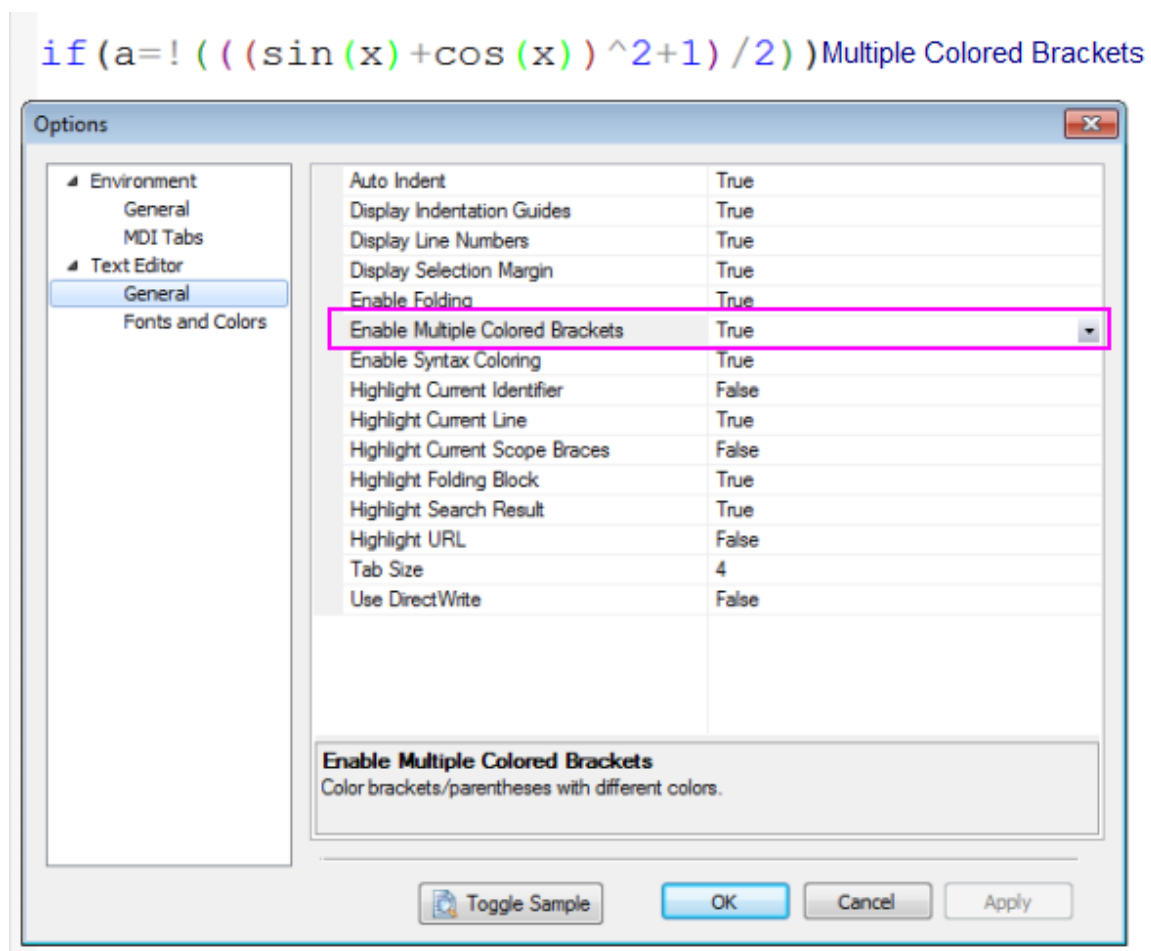 if(a=!(((sin(x)+cos(x))^2+1)/2))Multiple Colored Brackets
Options
Environment
General
MDI Tabs
Text Editor
General
Fonts and Colors
Auto Indent True
Display Indentation Guides True
Display Line Numbers True
Display Selection Margin True
Enable Folding True
Enable Multiple Colored Brackets True
Enable Syntax Coloring True
Highlight Current Identifier False
Highlight Current Line True
Highlight Current Scope Braces False
Highlight Folding Block True
Highlight Search Result True
Highlight URL False
Tab Size 4
Use DirectWrite False
Enable Multiple Colored Brackets
Color brackets/parentheses with different colors.
Toggle Sample OK Cancel Apply